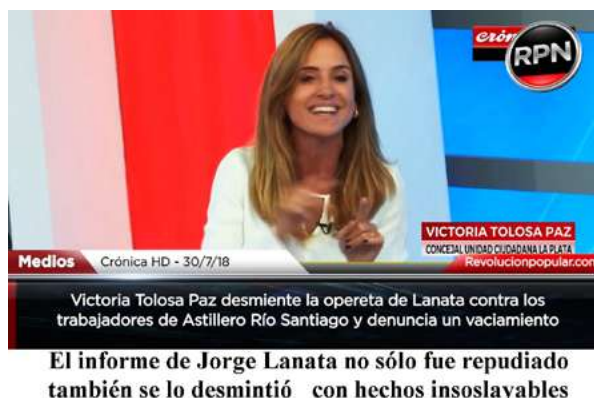 crón
RPN
VICTORIA TOLOSA PAZ
CONCEJAL UNIDAD CIUDADANA LA PLATA
Medios Crónica HD - 30/7/18 Revolucionpopular.com
Victoria Tolosa Paz desmiente la opereta de Lanata contra los
trabajadores de Astillero Río Santiago y denuncia un vaciamiento
El informe de Jorge Lanata no sólo fue repudiado
también se lo desmintió con hechos insoslayables